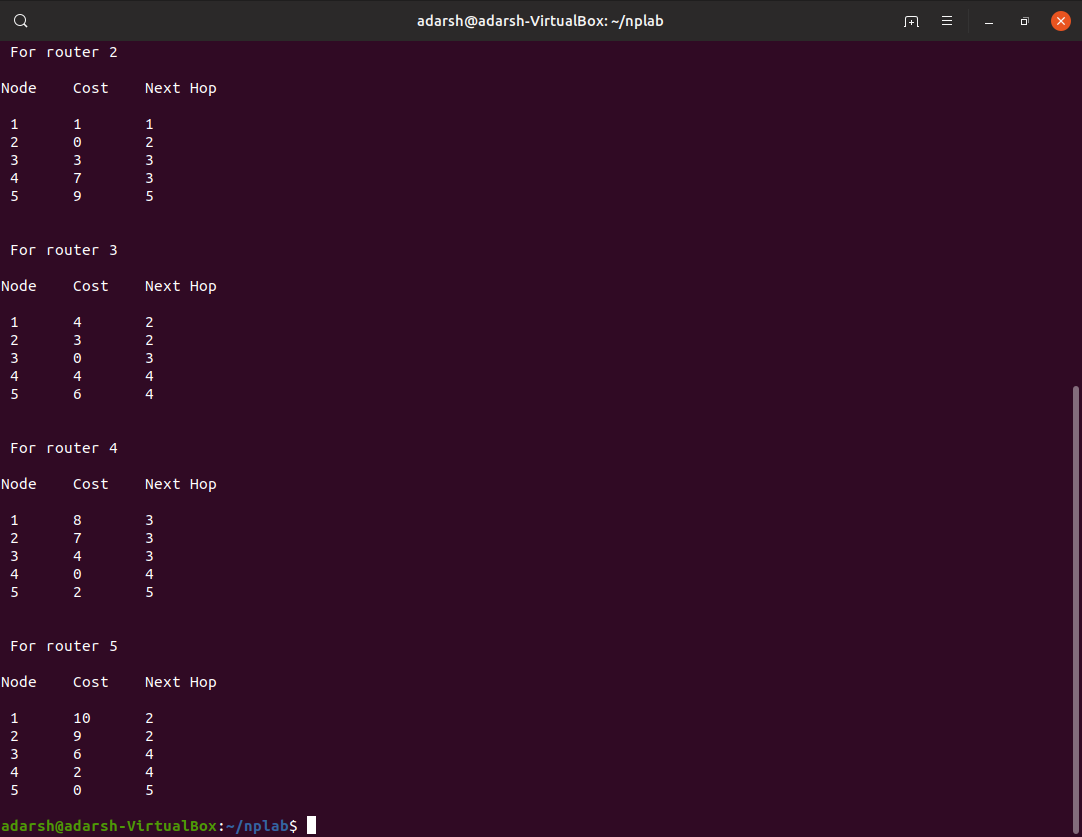 adarsh@adarsh-VirtualBox: ~/nplab
For router 2
Node Cost Next Hop
1 1 1
2 0 2
3 3 3
4 7 3
5 9 5
For router 3
Node Cost Next Hop
1 4 2
2 3 2
3 0 3
4 4 4
5 6 4
For router 4
Node Cost Next Hop
1 8 3
2 7 3
3 4 3
4 0 4
5 2 5
For router 5
Node Cost Next Hop
1 10 2
2 9 2
3 6 4
4 2 4
5 0 5
adarsh@adarsh-VirtualBox:~/nplab$